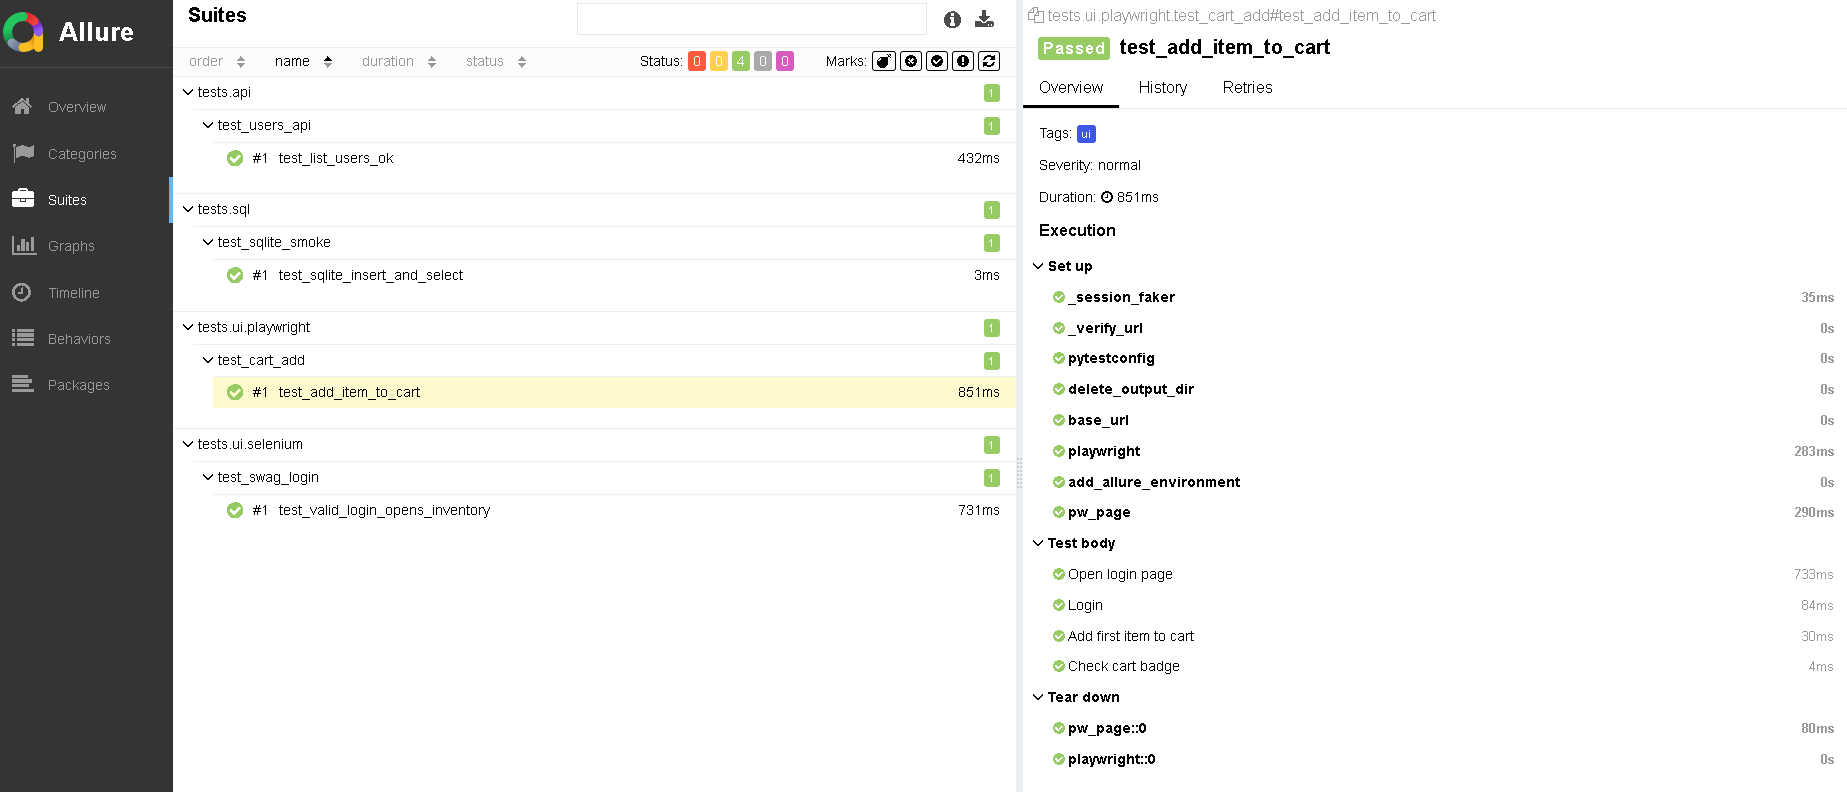 Allure
Overview
Categories
Suites
Graphs
Timeline
Behaviors
Packages
Suites
order name duration status Status: 0 0 4 0 0 Marks:
tests.api 1
test_users_api 1
#1 test_list_users_ok 432ms
tests.sql 1
test_sqlite_smoke 1
#1 test_sqlite_insert_and_select 3ms
tests.ui.playwright 1
test_cart_add 1
#1 test_add_item_to_cart 851ms
tests.ui.selenium 1
test_swag_login 1
#1 test_valid_login_opens_inventory 731ms
tests.ui.playwright.test_cart_add#test_add_item_to_cart
Passed test_add_item_to_cart
Overview History Retries
Tags: ui
Severity: normal
Duration: 851ms
Execution
Set up
_session_faker 35ms
_verify_url 0s
pytestconfig 0s
delete_output_dir 0s
base_url 0s
playwright 283ms
add_allure_environment 0s
pw_page 290ms
Test body
Open login page 733ms
Login 84ms
Add first item to cart 30ms
Check cart badge 4ms
Tear down
pw_page::0 80ms
playwright::0 0s